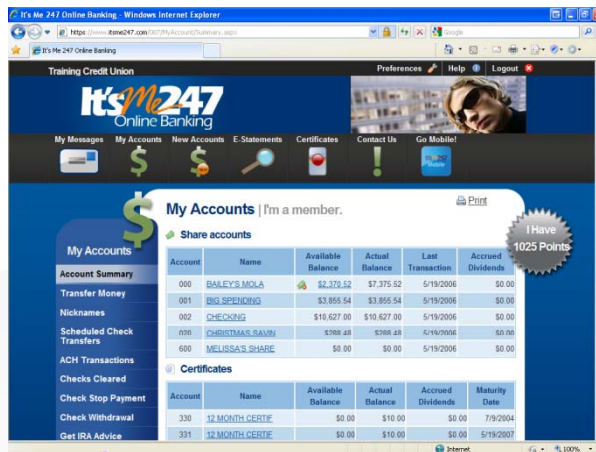 It's Me 247 Online Banking - Windows Internet Explorer
https://www.itsme247.com/007/MyAccount/Summary.aspx
Google
It's Me 247 Online Banking
Training Credit Union
Preferences Help Logout
It's Me 247
Online Banking
My Messages My Accounts New Accounts E-Statements Certificates Contact Us Go Mobile!
Mobile
My Accounts | I'm a member.
Print
I Have
1025 Points
My Accounts
Account Summary
Transfer Money
Nicknames
Scheduled Check
Transfers
ACH Transactions
Checks Cleared
Check Stop Payment
Check Withdrawal
Get IRA Advice
Share accounts
Account Name Available Balance Actual Balance Last Transaction Accrued Dividends
000 BAILEY'S MOLA $2,379.52 $7,375.52 5/19/2006 $0.00
001 BIG SPENDING $3,855.54 $3,855.54 5/19/2006 $0.00
002 CHECKING $10,627.00 $10,627.00 5/19/2006 $0.00
020 CHRISTMAS SAVIN $288.48 $288.48 5/19/2006 $0.00
600 MELISSA'S SHARE $0.00 $0.00 5/19/2006 $0.00
Certificates
Account Name Available Balance Actual Balance Accrued Dividends Maturity Date
330 12 MONTH CERTIF $0.00 $10.00 $0.00 7/9/2004
331 12 MONTH CERTIF $0.00 $10.00 $0.00 5/19/2007
Internet 100%